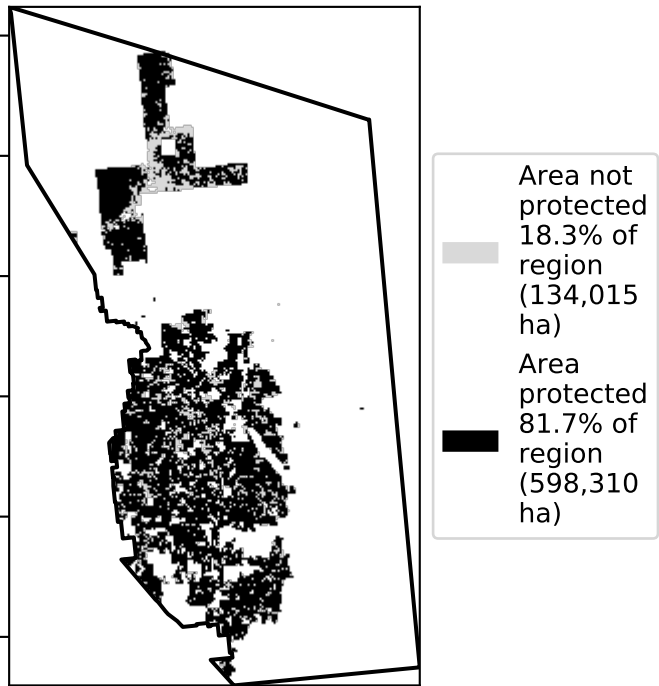 Area not
protected
18.3% of
region
(134,015
ha)
Area
protected
81.7% of
region
(598,310
ha)